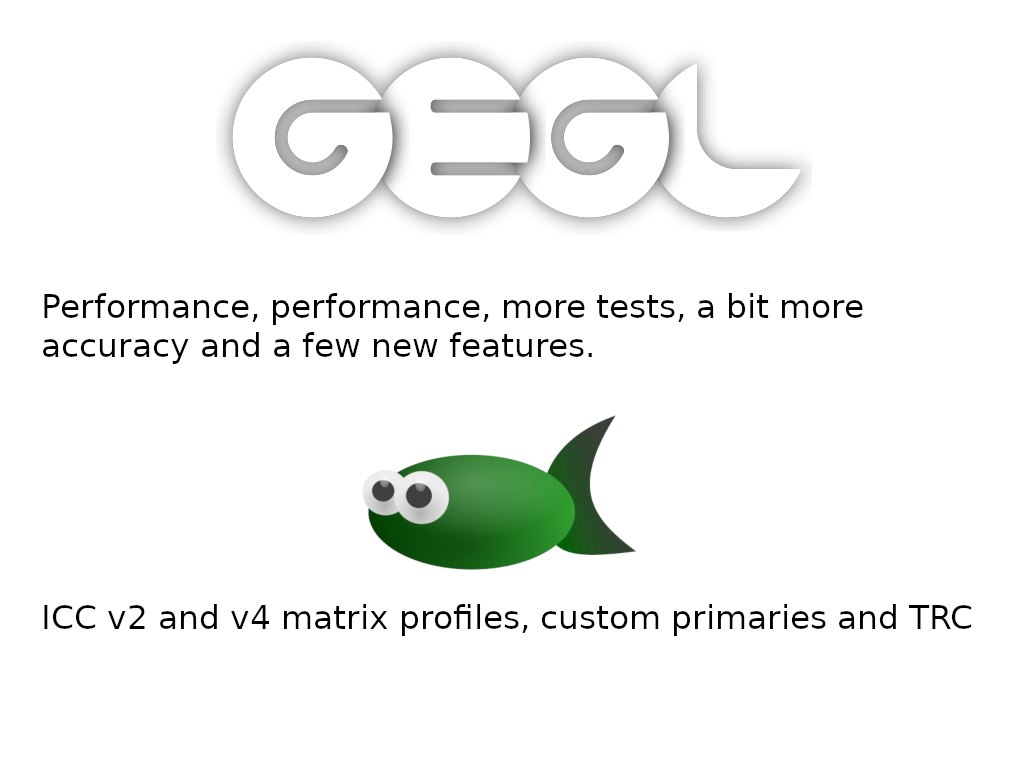 GEGL
Performance, performance, more tests, a bit more
accuracy and a few new features.
ICC v2 and v4 matrix profiles, custom primaries and TRC